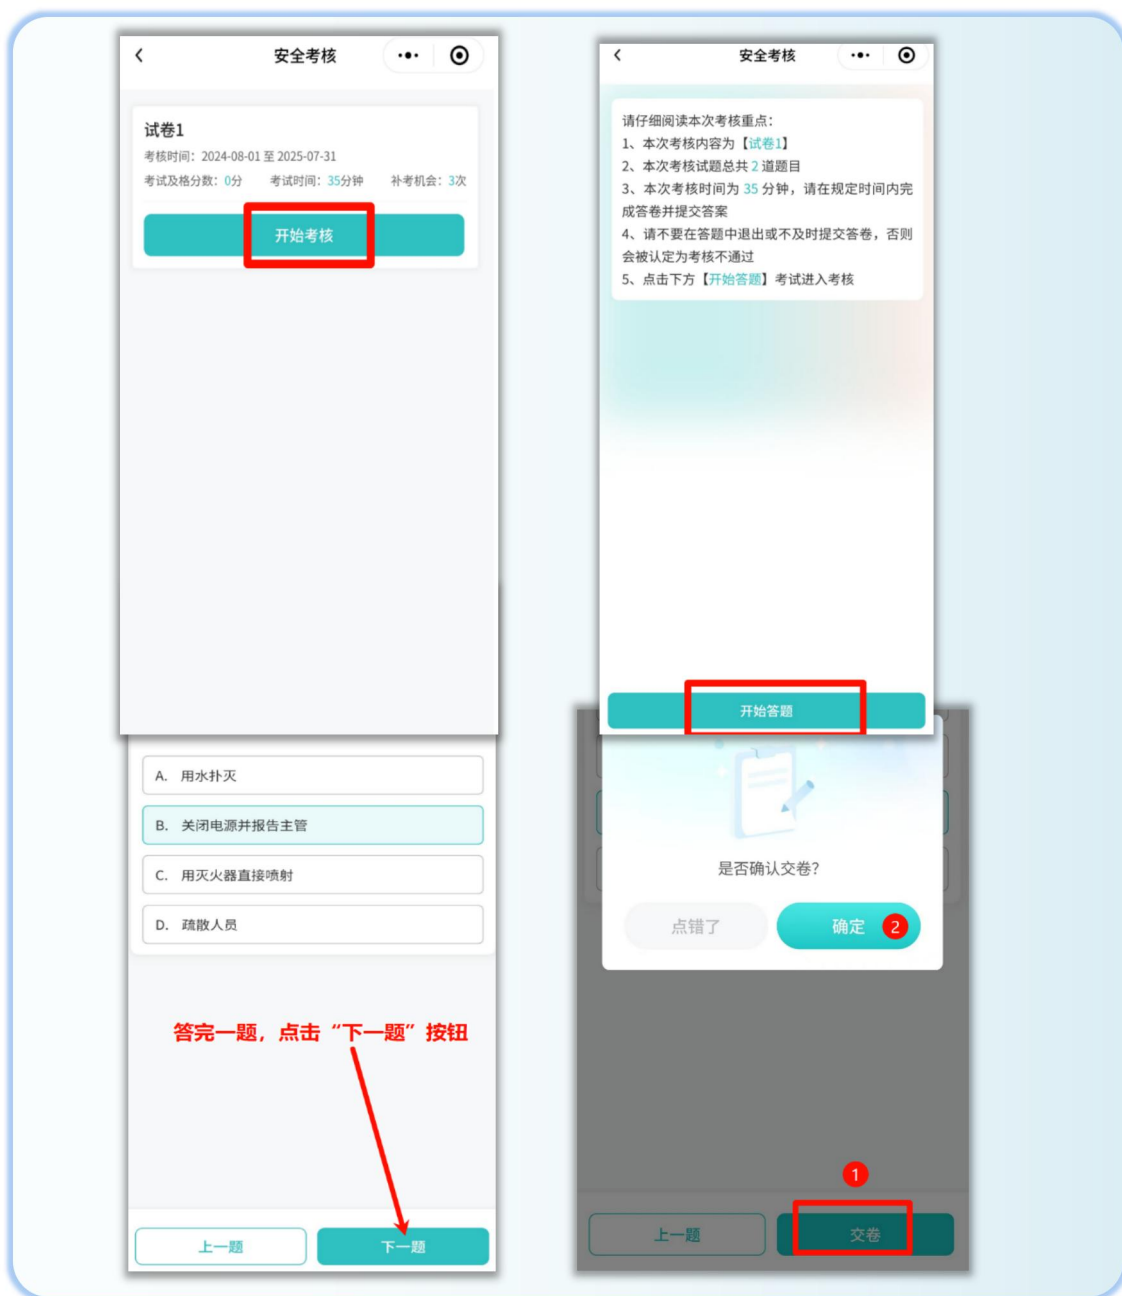 安全考核
试卷1
考核时间：2024-08-01 至 2025-07-31
考试及格分数：0分 考试时间：35分钟 补考机会：3次
开始考核
安全考核
请仔细阅读本次考核重点：
1、本次考核内容为【试卷1】
2、本次考核试题总共 2 道题目
3、本次考核时间为 35 分钟，请在规定时间内完
成答卷并提交答案
4、请不要在答题中退出或不及时提交答卷，否则
会被认定为考核不通过
5、点击下方【开始答题】考试进入考核
开始答题
A. 用水扑灭
B. 关闭电源并报告主管
C. 用灭火器直接喷射
D. 疏散人员
答完一题，点击“下一题”按钮
上一题 下一题
是否确认交卷？
点错了 确定 2
1
上一题 交卷